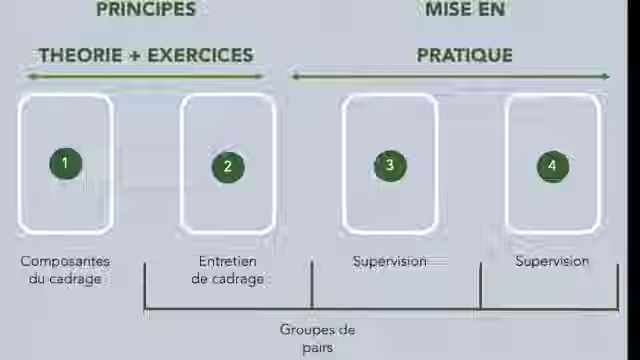 PRINCIPES
THEORIE + EXERCICES
MISE EN
PRATIQUE
1
2
3
4
Composantes
du cadrage
Entretien
de cadrage
Supervision
Supervision
Groupes de
pairs